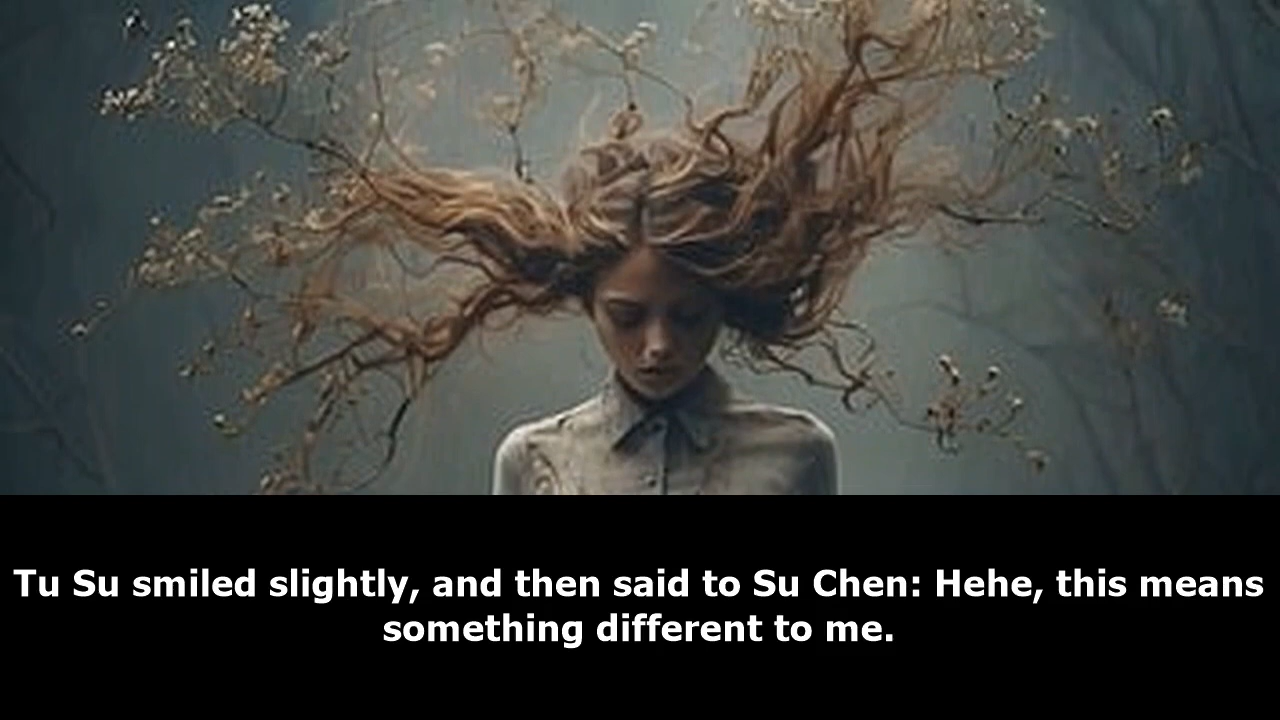 Tu Su smiled slightly, and then said to Su Chen: Hehe, this means
something different to me.